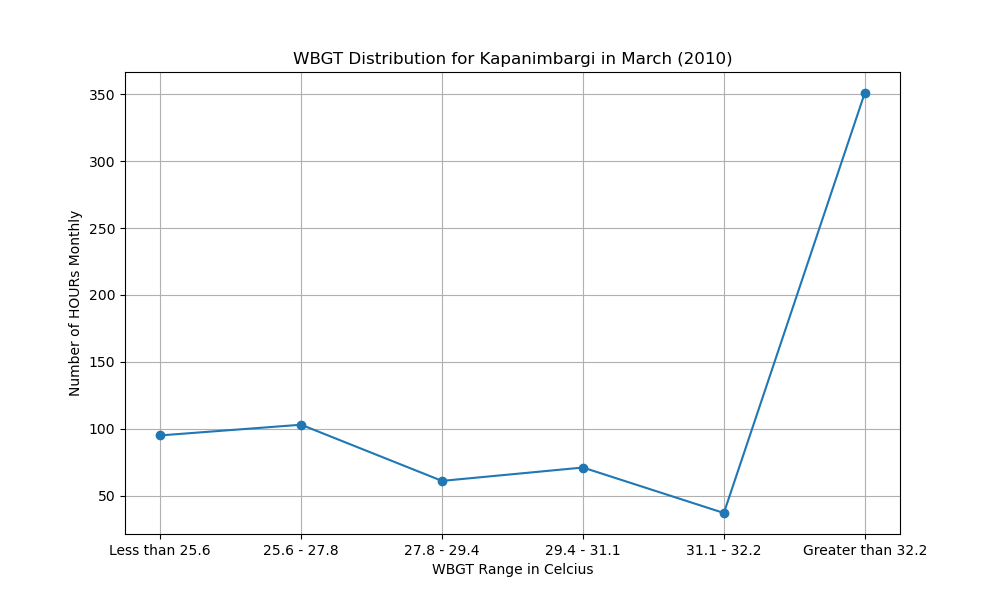 WBGT Distribution for Kapanimbargi in March (2010)
Number of HOURs Monthly
350
300
250
200
150
100
50
Less than 25.6
25.6 - 27.8
27.8 - 29.4
29.4 - 31.1
31.1 - 32.2
Greater than 32.2
WBGT Range in Celcius